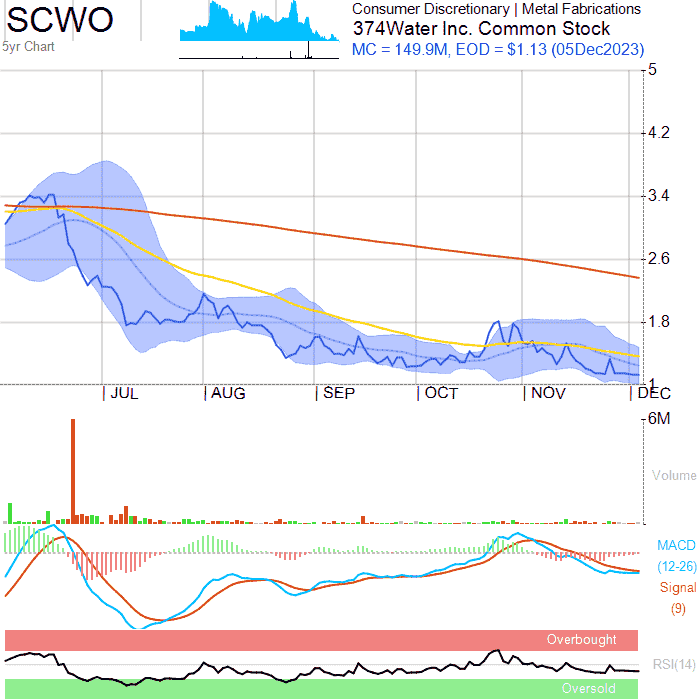 SCWO
5yr Chart
Consumer Discretionary | Metal Fabrications
374Water Inc. Common Stock
MC = 149.9M, EOD = $1.13 (05Dec2023)
5
4.2
3.4
2.6
1.8
1
JUL
AUG
SEP
OCT
NOV
DEC
6M
Volume
MACD
(12-26)
Signal
(9)
Overbought
RSI(14)
Oversold